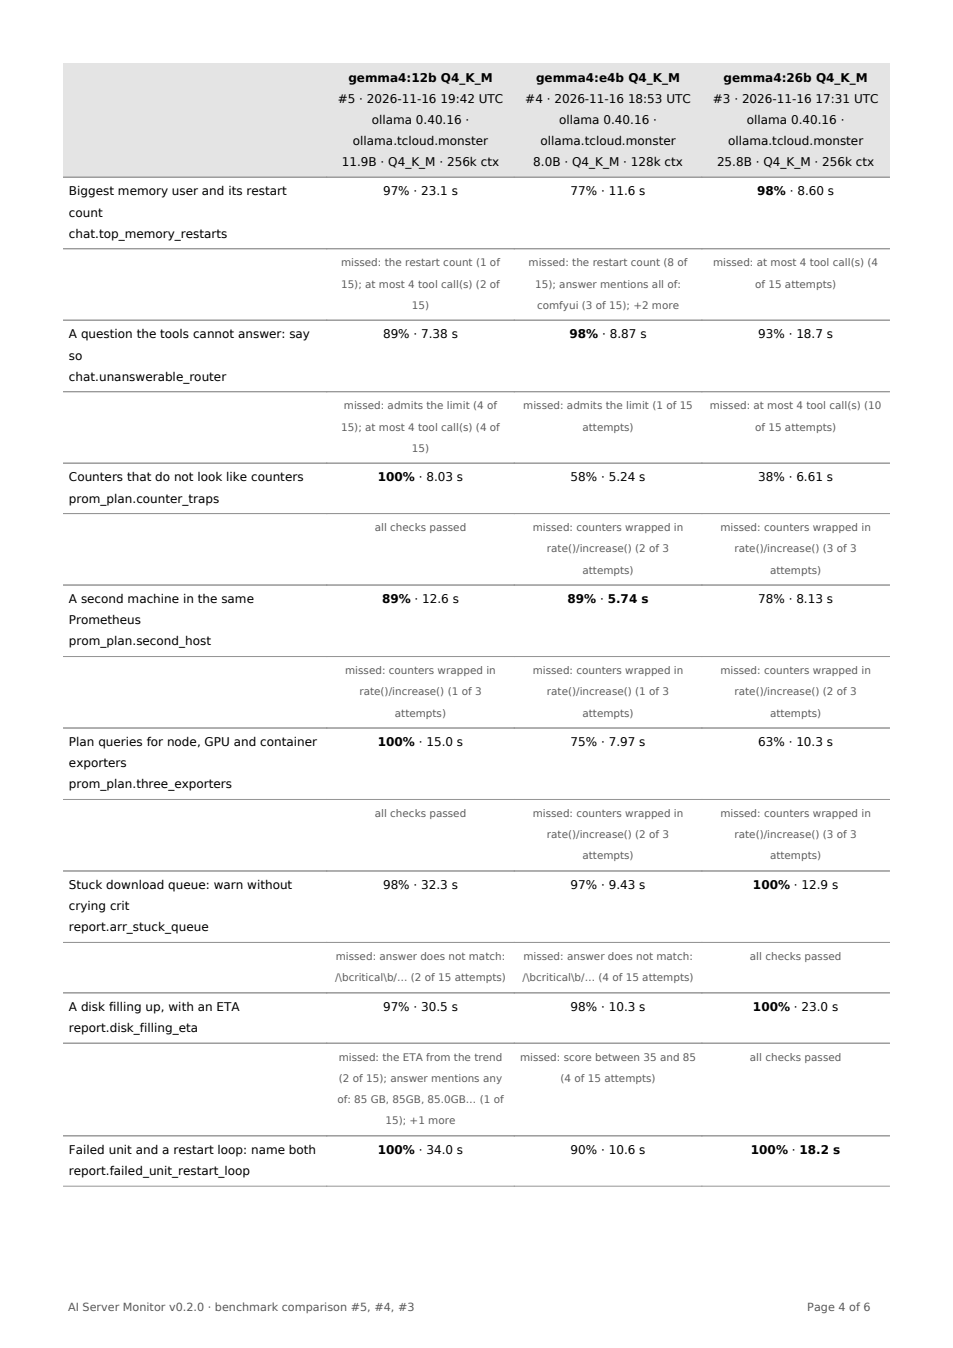 gemma4:12b Q4_K_M
#5 · 2026-11-16 19:42 UTC
ollama 0.40.16 ·
ollama.tcloud.monster
11.9B · Q4_K_M · 256k ctx
gemma4:e4b Q4_K_M
#4 · 2026-11-16 18:53 UTC
ollama 0.40.16 ·
ollama.tcloud.monster
8.0B · Q4_K_M · 128k ctx
gemma4:26b Q4_K_M
#3 · 2026-11-16 17:31 UTC
ollama 0.40.16 ·
ollama.tcloud.monster
25.8B · Q4_K_M · 256k ctx
Biggest memory user and its restart
count
chat.top_memory_restarts
97% · 23.1 s
77% · 11.6 s
98% · 8.60 s
missed: the restart count (1 of
15); at most 4 tool call(s) (2 of
15)
missed: the restart count (8 of
15); answer mentions all of:
comfyui (3 of 15); +2 more
missed: at most 4 tool call(s) (4
of 15 attempts)
A question the tools cannot answer: say
so
chat.unanswerable_router
89% · 7.38 s
98% · 8.87 s
93% · 18.7 s
missed: admits the limit (4 of
15); at most 4 tool call(s) (4 of
15)
missed: admits the limit (1 of 15
attempts)
missed: at most 4 tool call(s) (10
of 15 attempts)
Counters that do not look like counters
prom_plan.counter_traps
100% · 8.03 s
58% · 5.24 s
38% · 6.61 s
all checks passed
missed: counters wrapped in
rate()/increase() (2 of 3
attempts)
missed: counters wrapped in
rate()/increase() (3 of 3
attempts)
A second machine in the same
Prometheus
prom_plan.second_host
89% · 12.6 s
89% · 5.74 s
78% · 8.13 s
missed: counters wrapped in
rate()/increase() (1 of 3
attempts)
missed: counters wrapped in
rate()/increase() (1 of 3
attempts)
missed: counters wrapped in
rate()/increase() (2 of 3
attempts)
Plan queries for node, GPU and container
exporters
prom_plan.three_exporters
100% · 15.0 s
75% · 7.97 s
63% · 10.3 s
all checks passed
missed: counters wrapped in
rate()/increase() (2 of 3
attempts)
missed: counters wrapped in
rate()/increase() (3 of 3
attempts)
Stuck download queue: warn without
crying crit
report.arr_stuck_queue
98% · 32.3 s
97% · 9.43 s
100% · 12.9 s
missed: answer does not match:
/\bcritical\b/… (2 of 15 attempts)
missed: answer does not match:
/\bcritical\b/… (4 of 15 attempts)
all checks passed
A disk filling up, with an ETA
report.disk_filling_eta
97% · 30.5 s
98% · 10.3 s
100% · 23.0 s
missed: the ETA from the trend
(2 of 15); answer mentions any
of: 85 GB, 85GB, 85.0GB… (1 of
15); +1 more
missed: score between 35 and 85
(4 of 15 attempts)
all checks passed
Failed unit and a restart loop: name both
report.failed_unit_restart_loop
100% · 34.0 s
90% · 10.6 s
100% · 18.2 s
AI Server Monitor v0.2.0 · benchmark comparison #5, #4, #3
Page 4 of 6